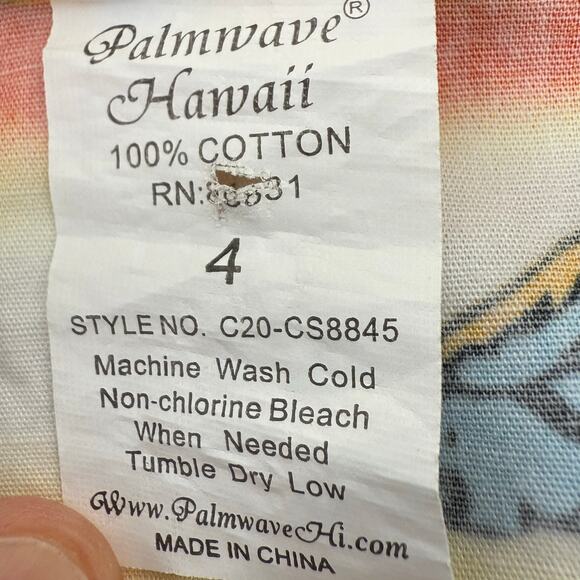 Palmwave®
Hawaii
100% COTTON
4
STYLE NO. C20-CS8845
Machine Wash Cold
Non-chlorine Bleach
When Needed
Tumble Dry Low
Www.PalmwaveHi.com
MADE IN CHINA